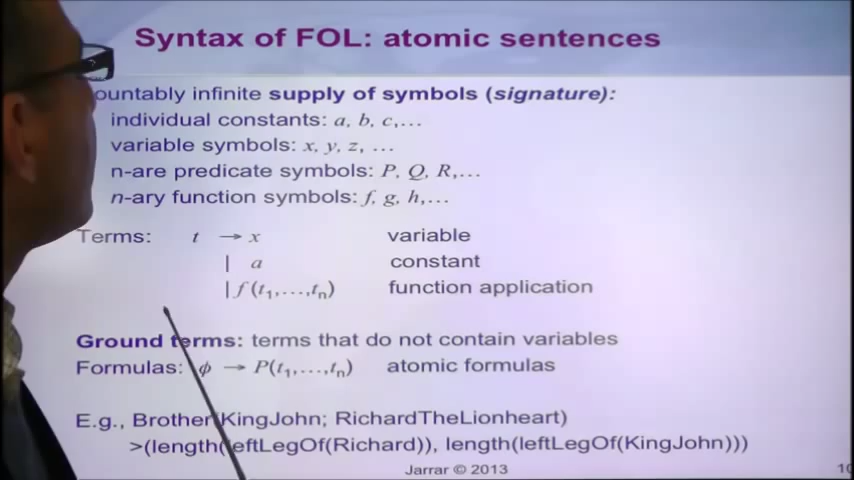 Syntax of FOL: atomic sentences
ountably infinite supply of symbols (signature):
individual constants: a, b, c,…
variable symbols: x, y, z, …
n-are predicate symbols: P, Q, R,…
n-ary function symbols: f, g, h,…
Terms: t → x variable
| a constant
| f (t1,…,tn) function application
Ground terms: terms that do not contain variables
Formulas: ϕ → P(t1,…,tn) atomic formulas
E.g., Brother(KingJohn; RichardTheLionheart)
>(length(leftLegOf(Richard)), length(leftLegOf(KingJohn)))
Jarrar © 2013